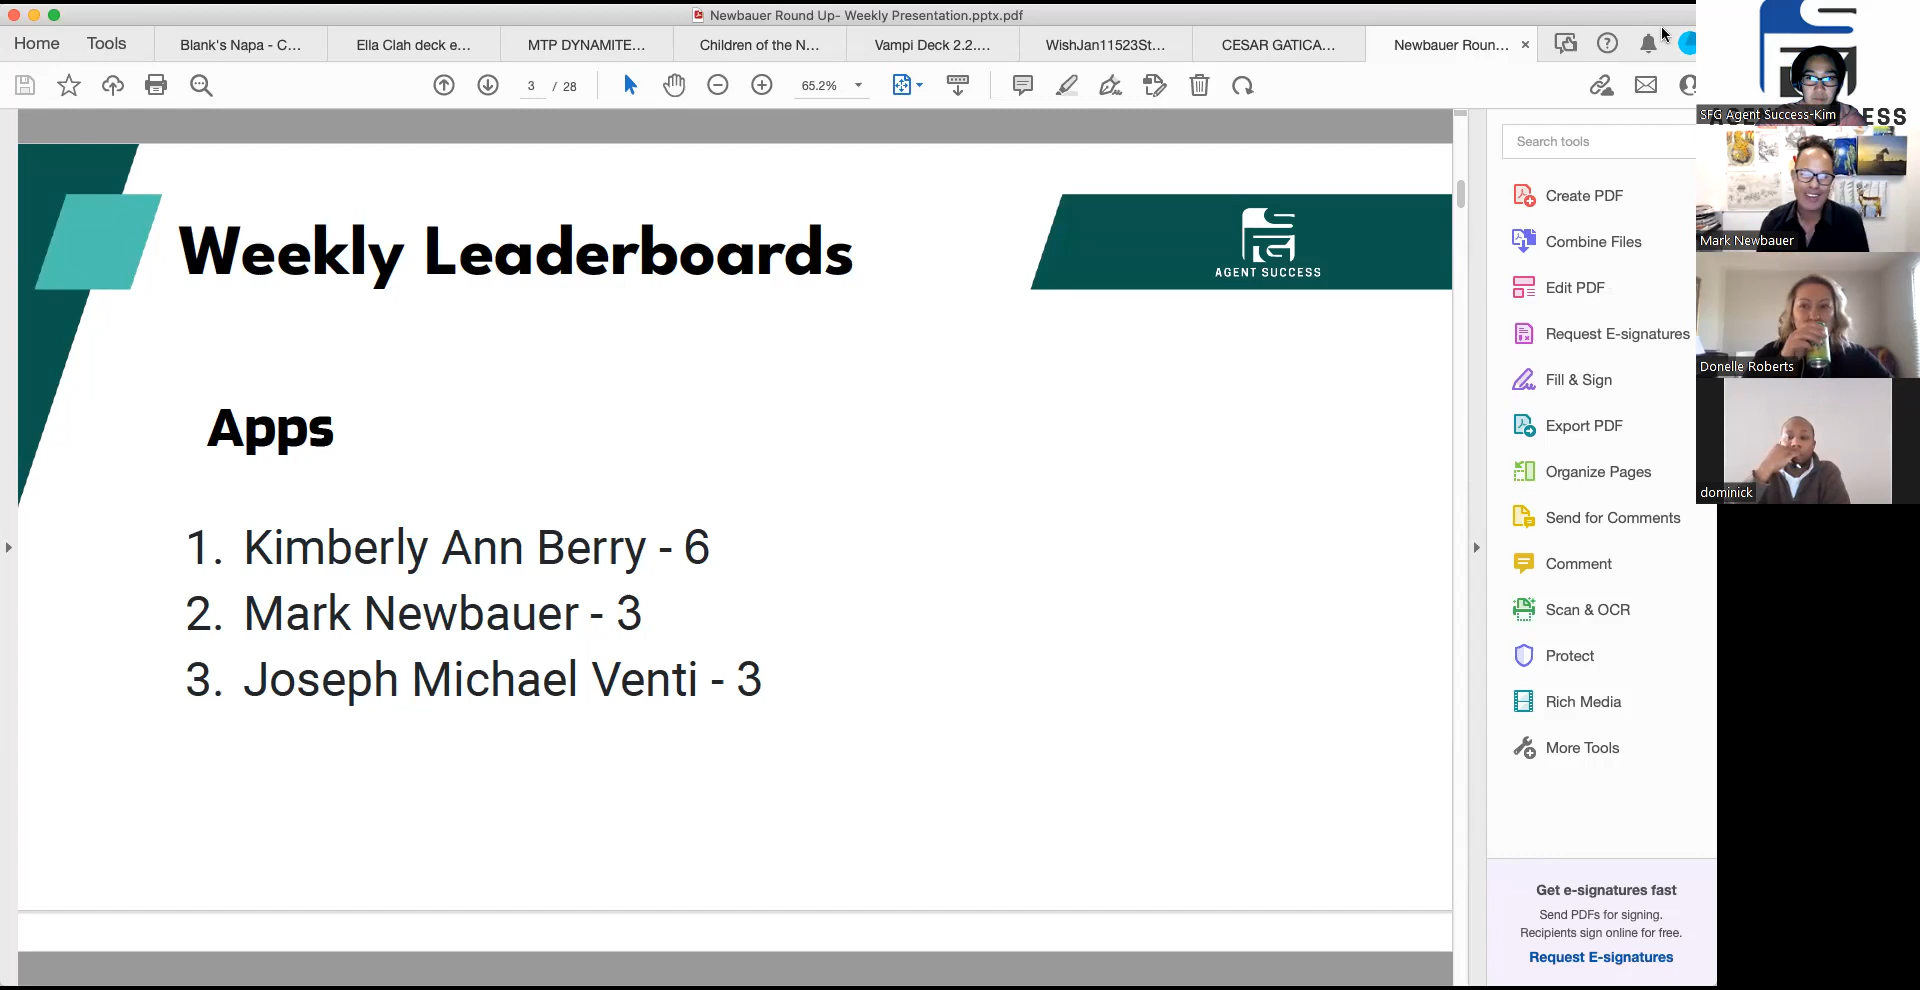 Newbauer Round Up- Weekly Presentation.pptx.pdf
Home
Tools
Blank's Napa - C...
Ella Clah deck e...
MTP DYNAMITE...
Children of the N...
Vampi Deck 2.2....
WishJan11523St...
CESAR GATICA...
Newbauer Roun...
3 / 28
65.2%
Weekly Leaderboards
AGENT SUCCESS
Apps
1. Kimberly Ann Berry - 6
2. Mark Newbauer - 3
3. Joseph Michael Venti - 3
Search tools
Create PDF
Combine Files
Edit PDF
Request E-signatures
Fill & Sign
Export PDF
Organize Pages
Send for Comments
Comment
Scan & OCR
Protect
Rich Media
More Tools
Get e-signatures fast
Send PDFs for signing.
Recipients sign online for free.
Request E-signatures
SFG Agent Success-Kim
Mark Newbauer
Donelle Roberts
dominick